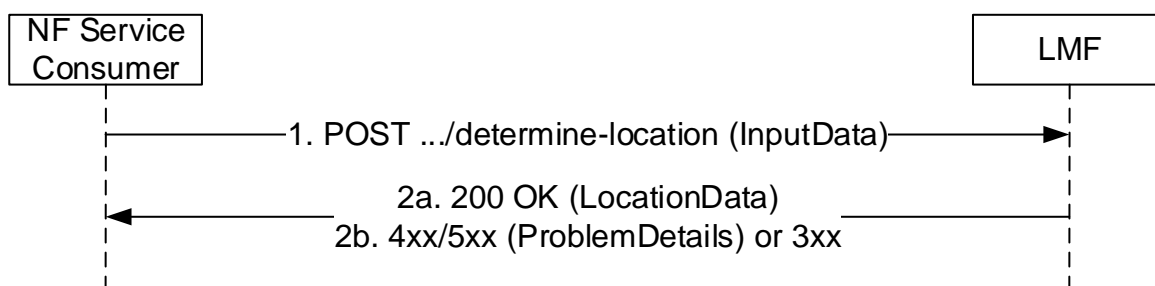 NF Service
Consumer
LMF
1. POST .../determine-location (InputData)
2a. 200 OK (LocationData)
2b. 4xx/5xx (ProblemDetails) or 3xx